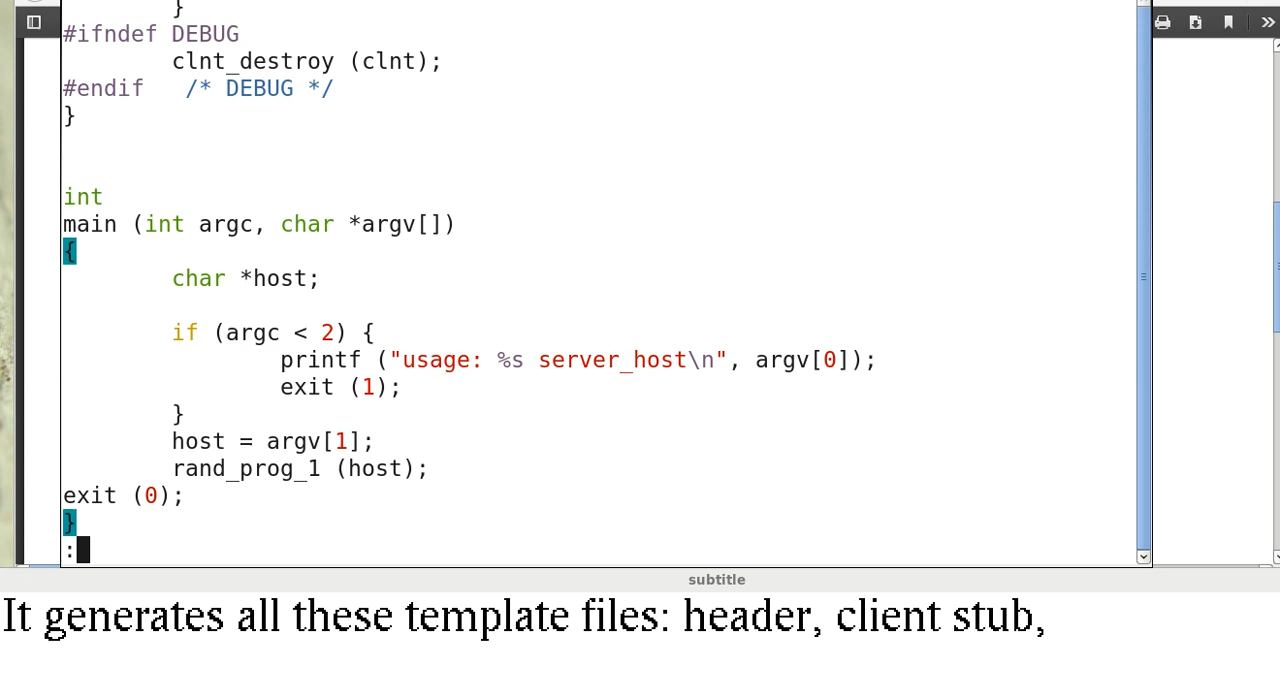 }
#ifndef DEBUG
clnt_destroy (clnt);
#endif /* DEBUG */
}
int
main (int argc, char *argv[])
{
char *host;
if (argc < 2) {
printf ("usage: %s server_host\n", argv[0]);
exit (1);
}
host = argv[1];
rand_prog_1 (host);
exit (0);
}
:
subtitle
It generates all these template files: header, client stub,